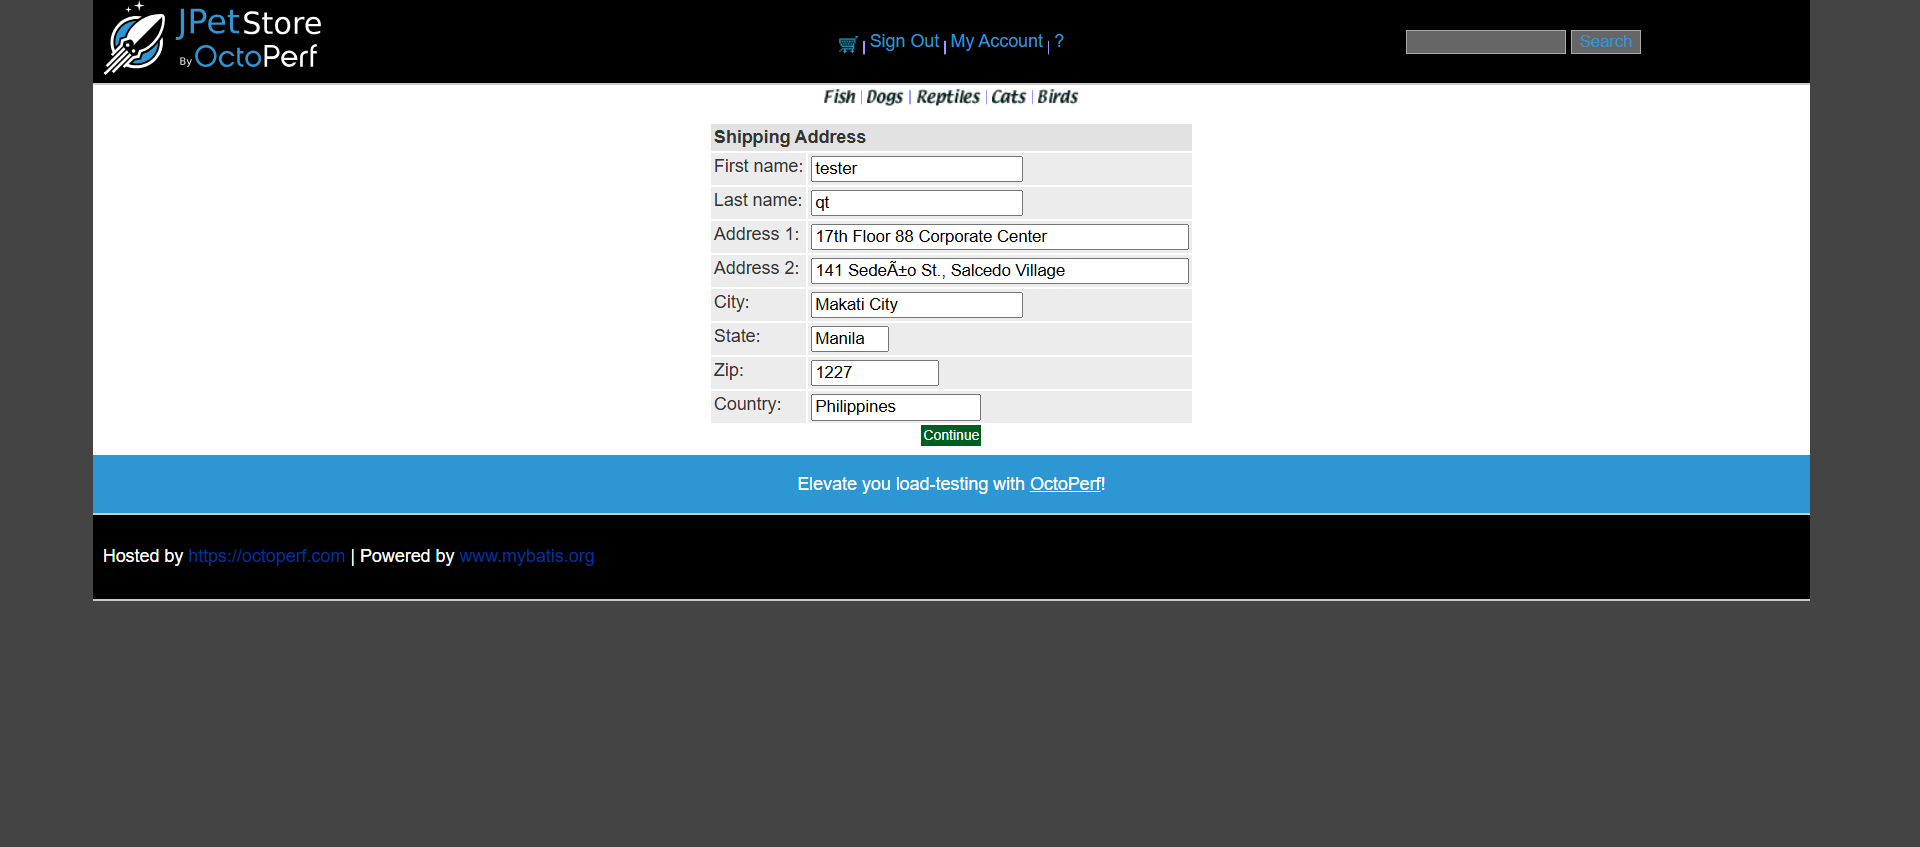 JPetStore
By OctoPerf
Sign Out | My Account | ?
Search
Fish | Dogs | Reptiles | Cats | Birds
Shipping Address
First name: tester
Last name: qt
Address 1: 17th Floor 88 Corporate Center
Address 2: 141 SedeÃ±o St., Salcedo Village
City: Makati City
State: Manila
Zip: 1227
Country: Philippines
Continue
Elevate you load-testing with OctoPerf!
Hosted by https://octoperf.com | Powered by www.mybatis.org